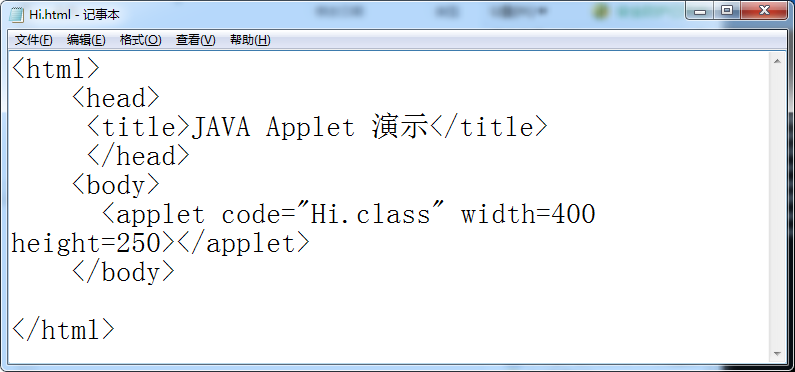 Hi.html - 记事本
文件(F) 编辑(E) 格式(O) 查看(V) 帮助(H)
<html>
    <head>
     <title>JAVA Applet 演示</title>
     </head>
    <body>
      <applet code="Hi.class" width=400
height=250></applet>
    </body>
</html>